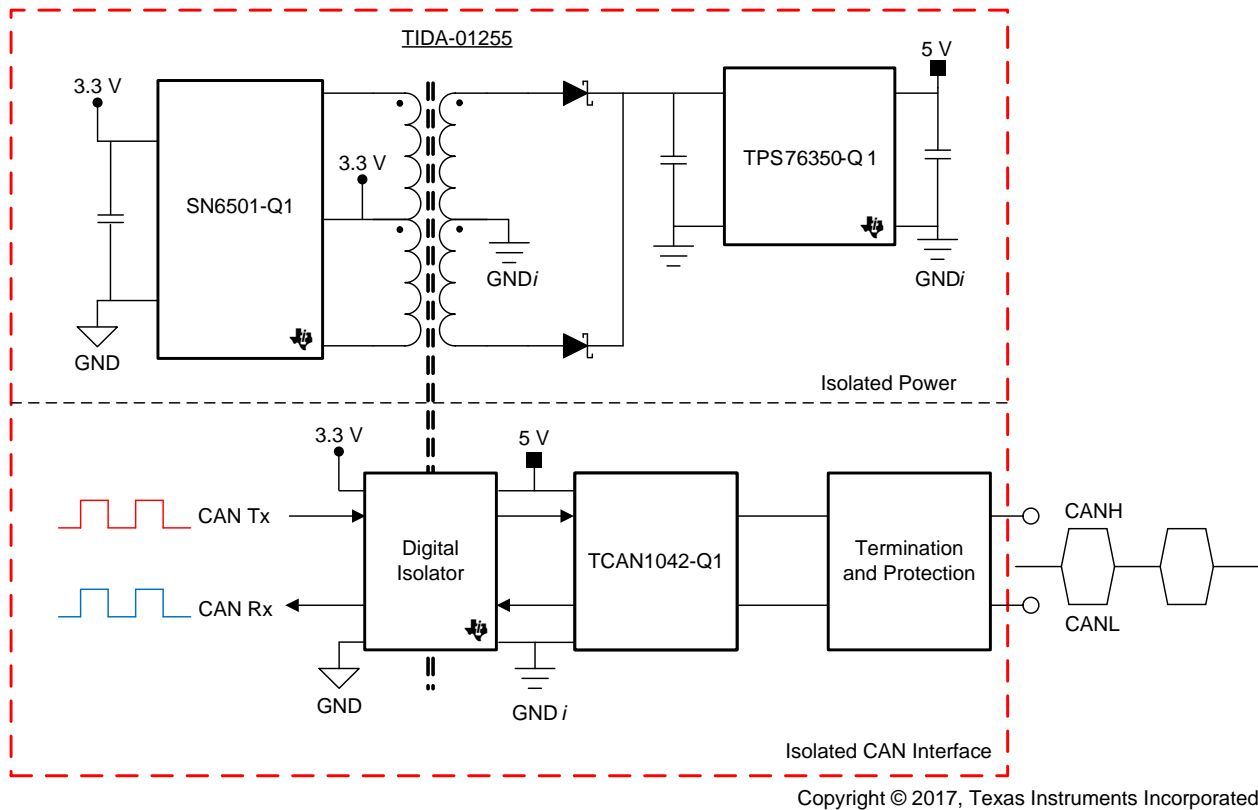 TIDA-01255
5 V
3.3 V
3.3 V
SN6501-Q1
TPS76350-Q1
GNDi
GNDi
GND
Isolated Power
3.3 V
5 V
CAN Tx
CANH
Digital
Isolator
TCAN1042-Q1
Termination
and Protection
CAN Rx
CANL
GND
GNDi
Isolated CAN Interface
Copyright © 2017, Texas Instruments Incorporated